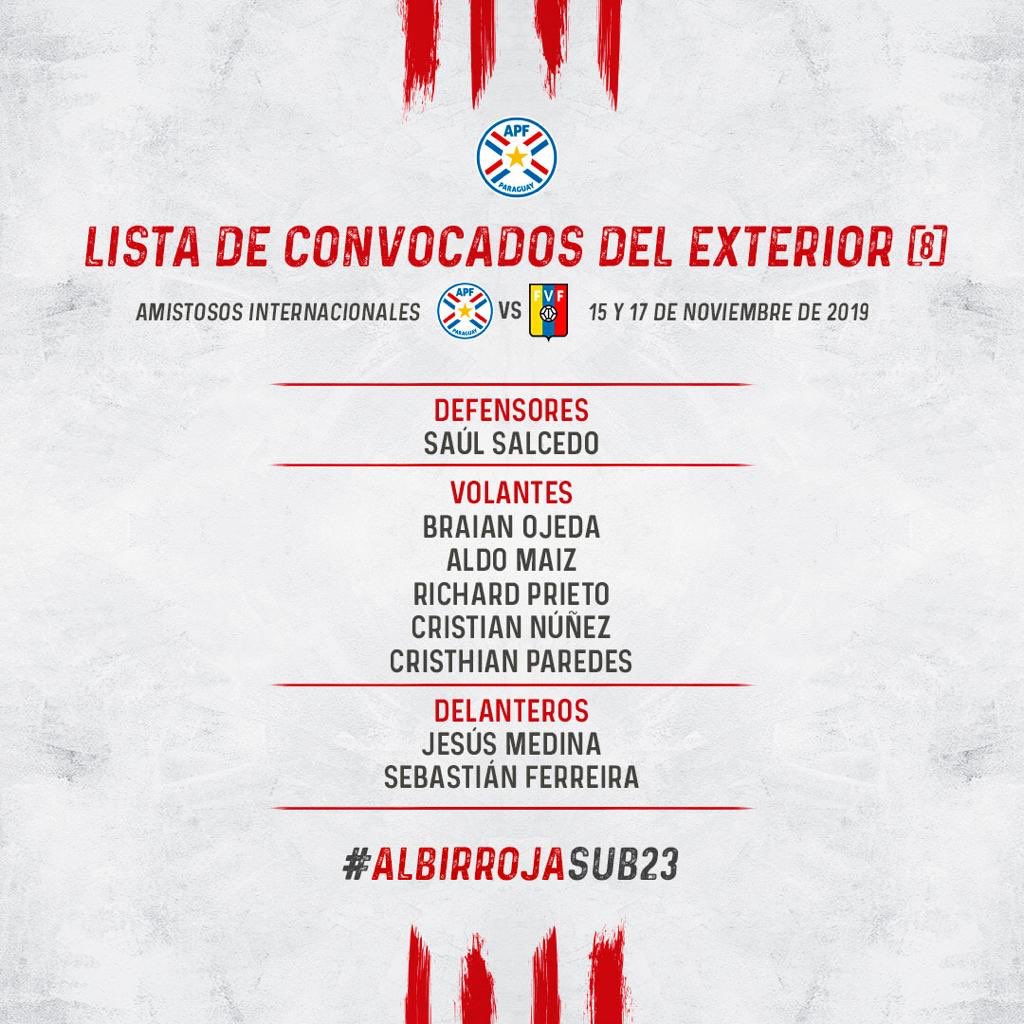 APF
PARAGUAY
LISTA DE CONVOCADOS DEL EXTERIOR [8]
AMISTOSOS INTERNACIONALES APF PARAGUAY VS FVF 15 Y 17 DE NOVIEMBRE DE 2019
DEFENSORES
SAÚL SALCEDO
VOLANTES
BRAIAN OJEDA
ALDO MAIZ
RICHARD PRIETO
CRISTIAN NÚÑEZ
CRISTHIAN PAREDES
DELANTEROS
JESÚS MEDINA
SEBASTIÁN FERREIRA
#ALBIRROJASUB23